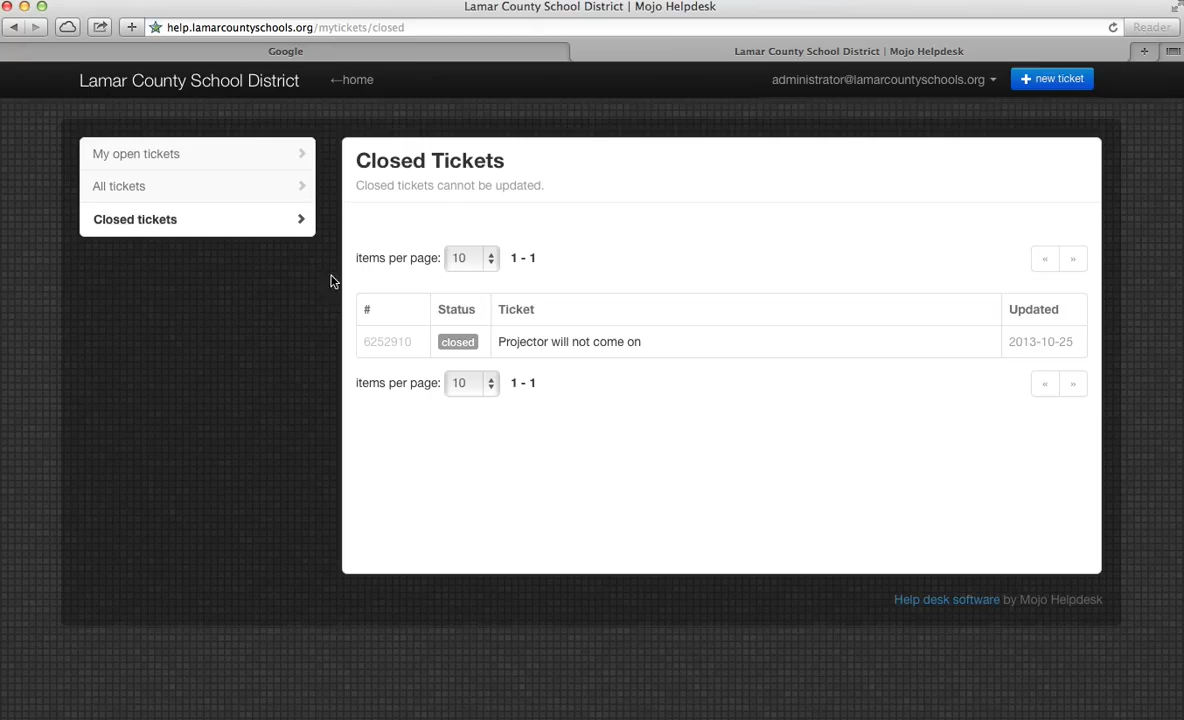 Lamar County School District | Mojo Helpdesk
help.lamarcountyschools.org/mytickets/closed
Reader
Google
Lamar County School District | Mojo Helpdesk
Lamar County School District
←home
administrator@lamarcountyschools.org
+ new ticket
My open tickets
All tickets
Closed tickets
Closed Tickets
Closed tickets cannot be updated.
items per page: 10 1 - 1
« »
# Status Ticket Updated
6252910 closed Projector will not come on 2013-10-25
items per page: 10 1 - 1
« »
Help desk software by Mojo Helpdesk